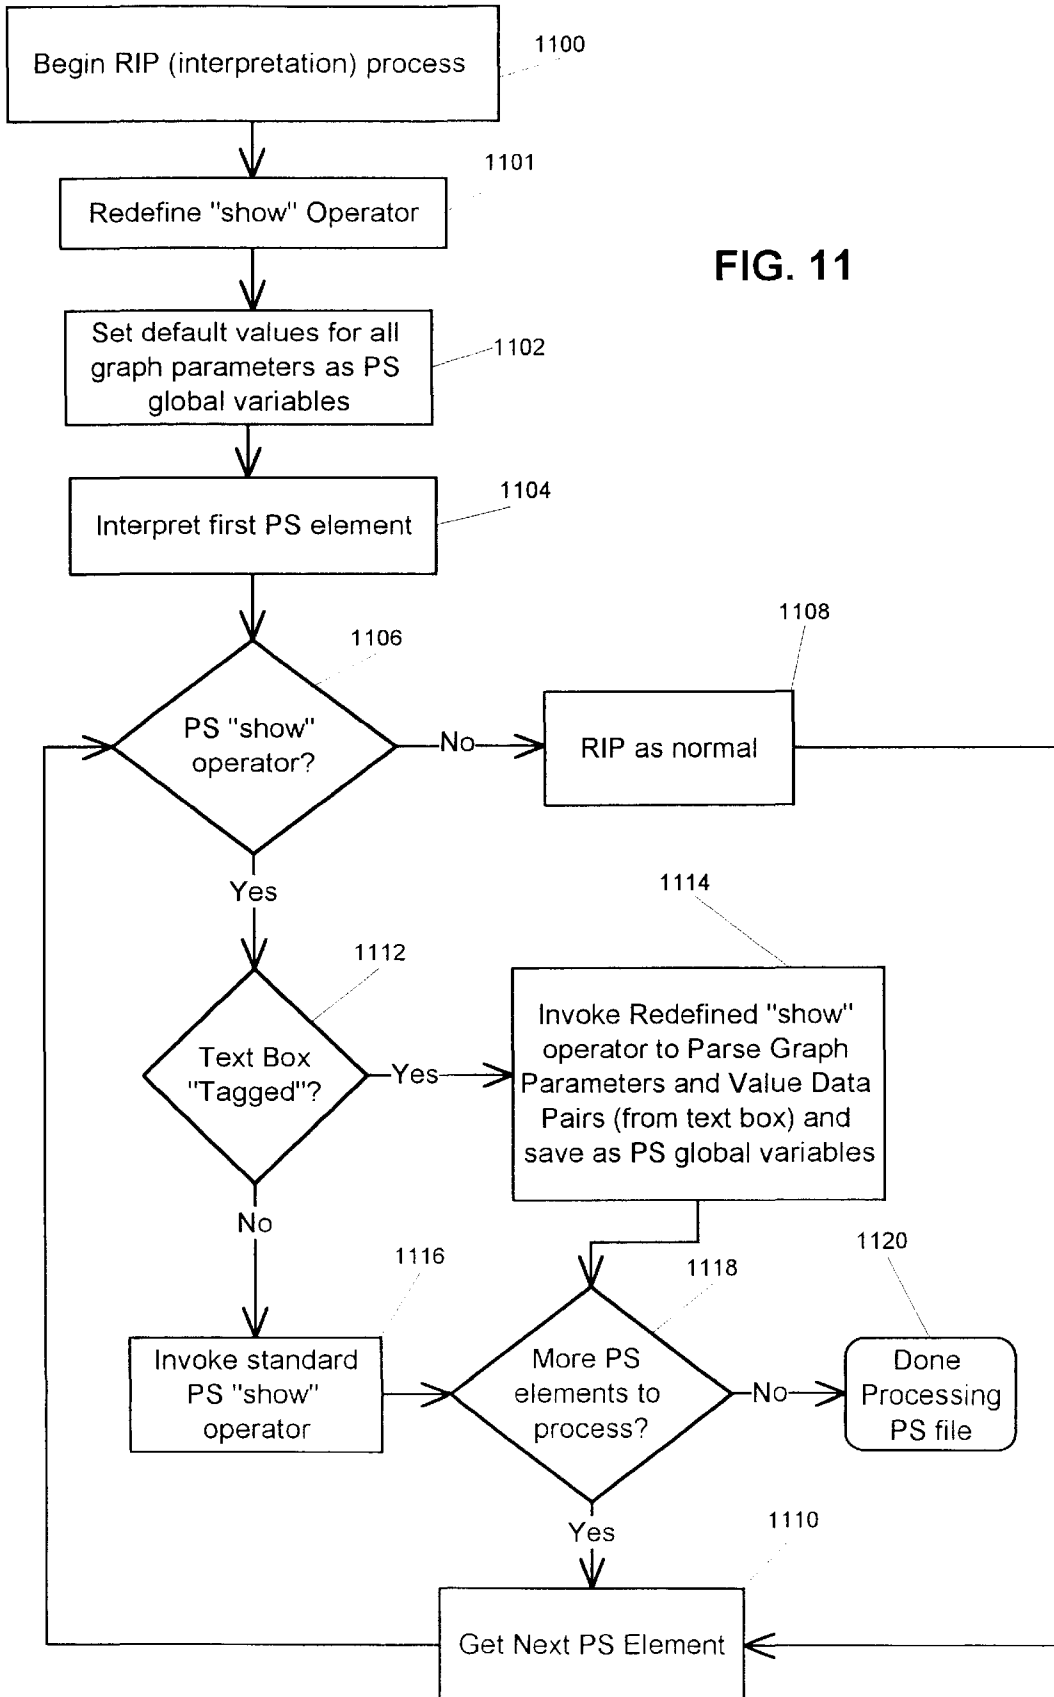 Begin RIP (interpretation) process
1100
1101
Redefine "show" Operator
FIG. 11
Set default values for all
graph parameters as PS
global variables
1102
1104
Interpret first PS element
1106
1108
PS "show"
operator?
No
RIP as normal
Yes
1114
1112
Invoke Redefined "show"
operator to Parse Graph
Parameters and Value Data
Pairs (from text box) and
save as PS global variables
Text Box
"Tagged"?
Yes
No
1116
1118
1120
Invoke standard
PS "show"
operator
More PS
elements to
process?
No
Done
Processing
PS file
Yes
1110
Get Next PS Element